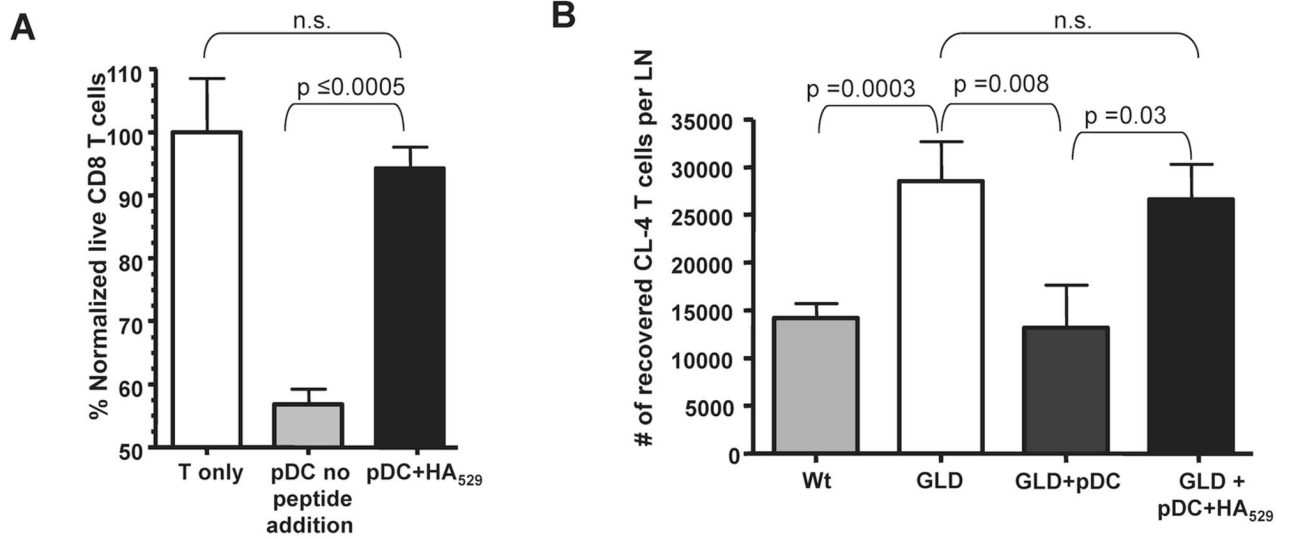 A
n.s.
p ≤0.0005
% Normalized live CD8 T cells
110
100
90
80
70
60
50
T only
pDC no
peptide
addition
pDC+HA529
B
n.s.
p =0.0003
p =0.008
p =0.03
# of recovered CL-4 T cells per LN
35000
30000
25000
20000
15000
10000
5000
0
Wt
GLD
GLD+pDC
GLD +
pDC+HA529